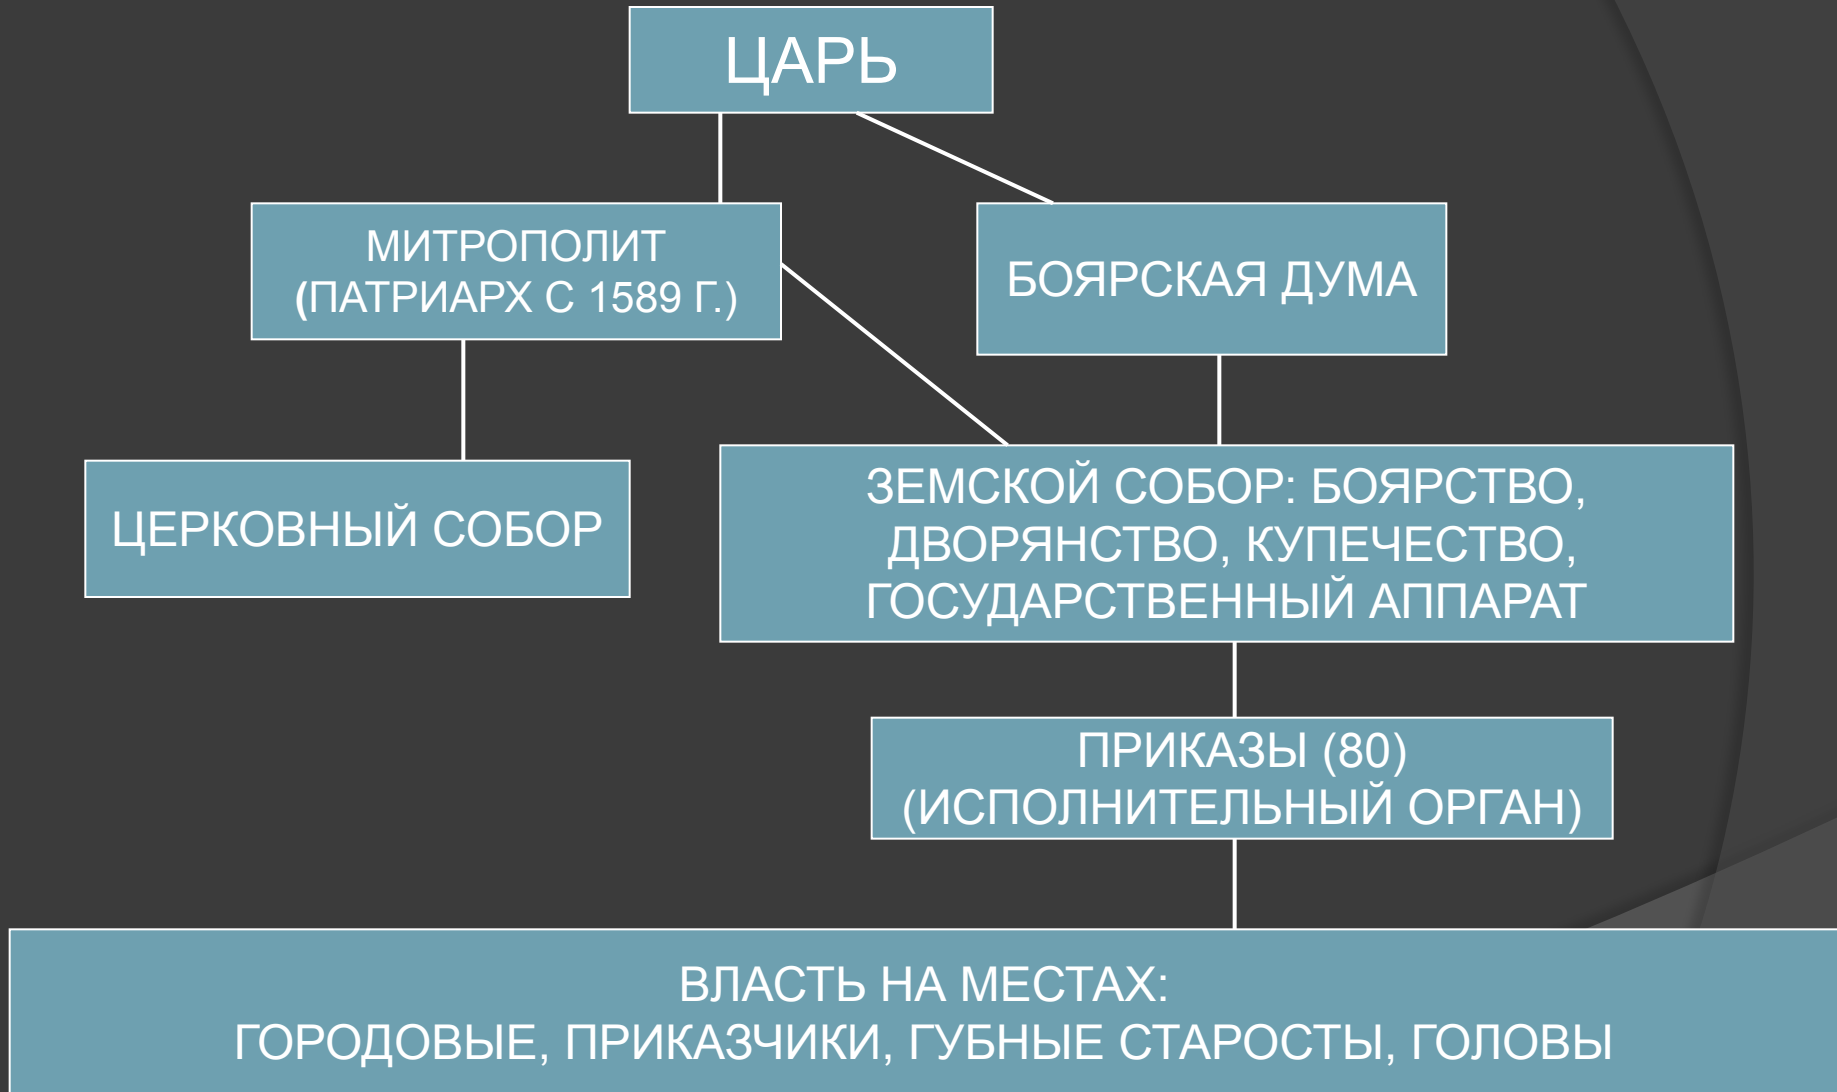 ЦАРЬ
МИТРОПОЛИТ
(ПАТРИАРХ С 1589 Г.)
БОЯРСКАЯ ДУМА
ЦЕРКОВНЫЙ СОБОР
ЗЕМСКОЙ СОБОР: БОЯРСТВО,
ДВОРЯНСТВО, КУПЕЧЕСТВО,
ГОСУДАРСТВЕННЫЙ АППАРАТ
ПРИКАЗЫ (80)
(ИСПОЛНИТЕЛЬНЫЙ ОРГАН)
ВЛАСТЬ НА МЕСТАХ:
ГОРОДОВЫЕ, ПРИКАЗЧИКИ, ГУБНЫЕ СТАРОСТЫ, ГОЛОВЫ